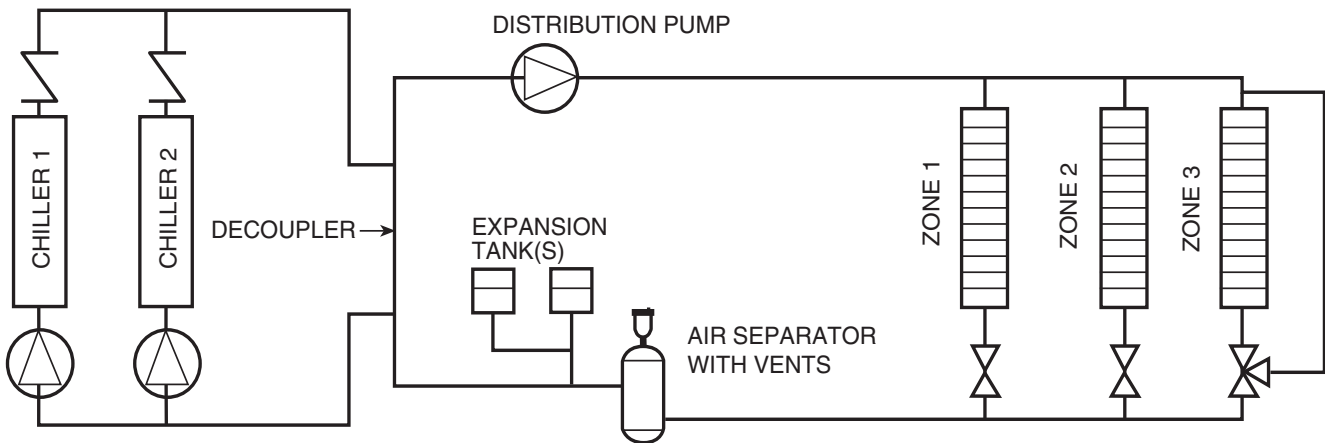 DISTRIBUTION PUMP
CHILLER 1
CHILLER 2
DECOUPLER
EXPANSION
TANK(S)
AIR SEPARATOR
WITH VENTS
ZONE 1
ZONE 2
ZONE 3